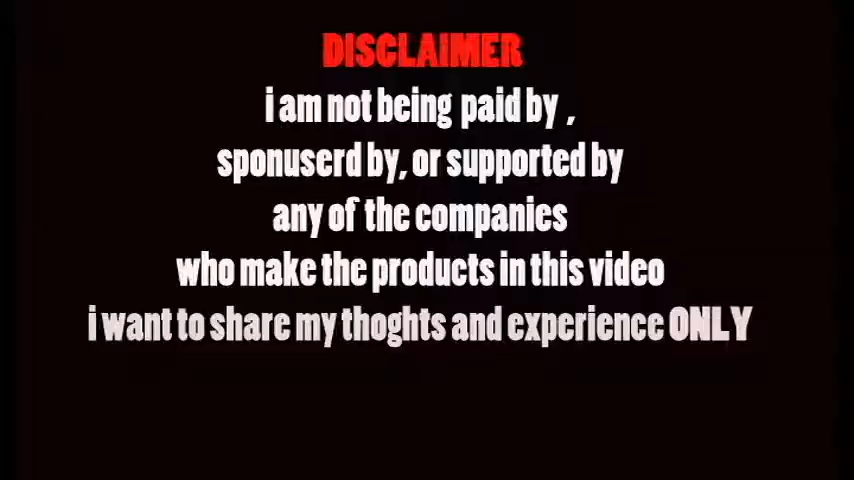 DISCLAIMER
i am not being paid by ,
sponuserd by, or supported by
any of the companies
who make the products in this video
i want to share my thoghts and experience ONLY